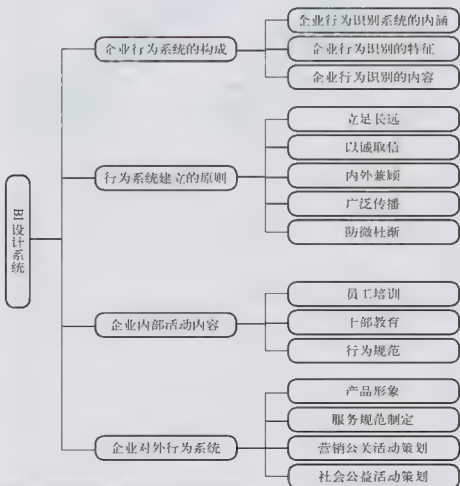 BI设计系统
企业行为系统的构成
企业行为识别系统的内涵
企业行为识别的特征
企业行为识别的内容
行为系统建立的原则
立足长远
以诚取信
内外兼顾
广泛传播
防微杜渐
企业内部活动内容
员工培训
干部教育
行为规范
企业对外行为系统
产品形象
服务规范制定
营销公关活动策划
社会公益活动策划